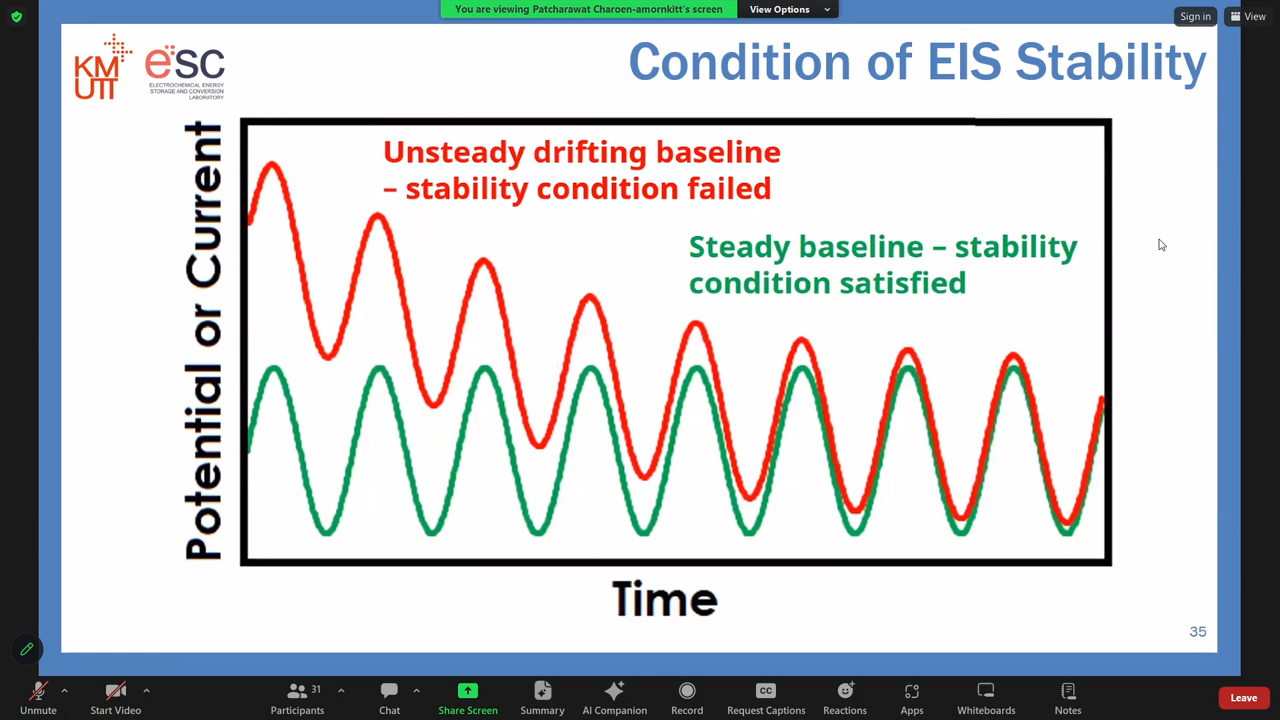 You are viewing Patcharawat Charoen-amornkitt's screen
View Options
Sign in
View
KM
UTT
esc
ELECTROCHEMICAL ENERGY
STORAGE AND CONVERSION
LABORATORY
Condition of EIS Stability
Potential or Current
Unsteady drifting baseline
– stability condition failed
Steady baseline – stability
condition satisfied
Time
35
Unmute
Start Video
Participants
31
Chat
Share Screen
Summary
AI Companion
Record
CC
Request Captions
Reactions
Apps
Whiteboards
Notes
Leave